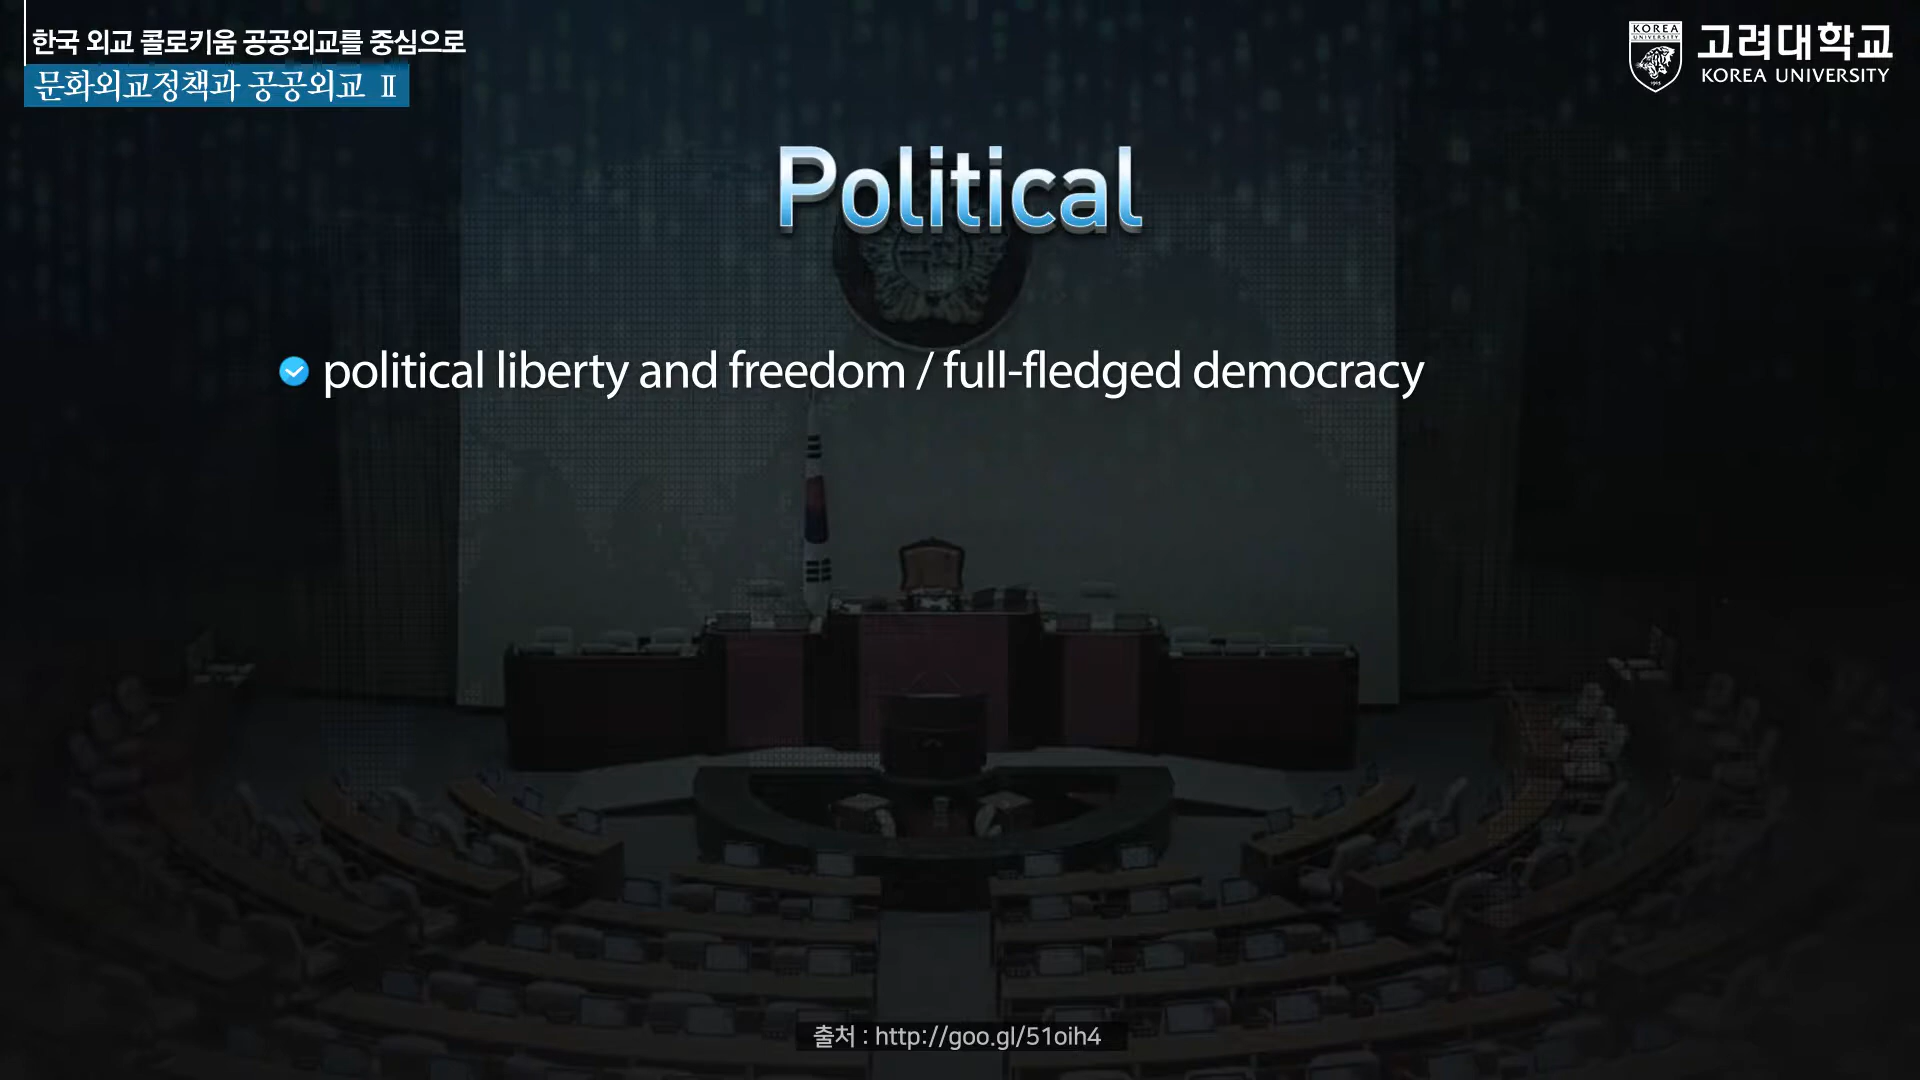 한국 외교 콜로키움 공공외교를 중심으로
문화외교정책과 공공외교 Ⅱ
KOREA
UNIVERSITY
1905
고려대학교
KOREA UNIVERSITY
Political
political liberty and freedom / full-fledged democracy
출처 : http://goo.gl/51oih4